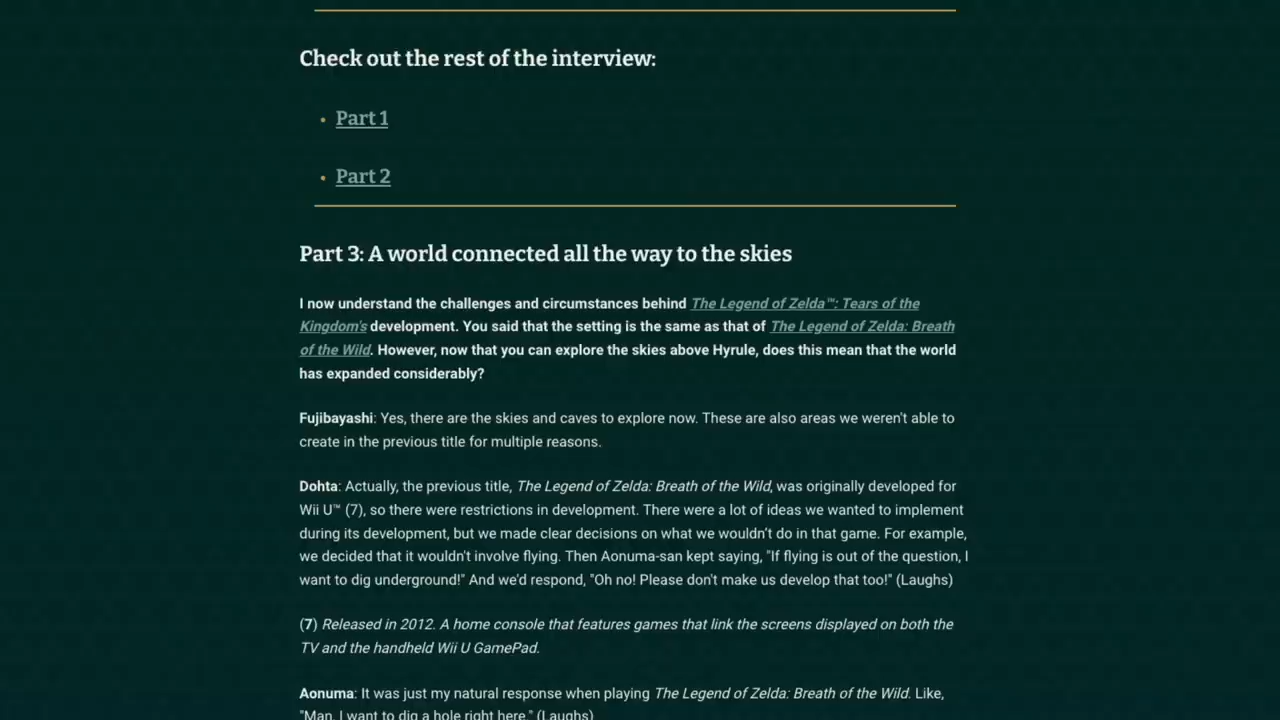 Check out the rest of the interview:
• Part 1
• Part 2
Part 3: A world connected all the way to the skies
I now understand the challenges and circumstances behind The Legend of Zelda™: Tears of the
Kingdom's development. You said that the setting is the same as that of The Legend of Zelda: Breath
of the Wild. However, now that you can explore the skies above Hyrule, does this mean that the world
has expanded considerably?
Fujibayashi: Yes, there are the skies and caves to explore now. These are also areas we weren't able to
create in the previous title for multiple reasons.
Dohta: Actually, the previous title, The Legend of Zelda: Breath of the Wild, was originally developed for
Wii U™ (7), so there were restrictions in development. There were a lot of ideas we wanted to implement
during its development, but we made clear decisions on what we wouldn't do in that game. For example,
we decided that it wouldn't involve flying. Then Aonuma-san kept saying, "If flying is out of the question, I
want to dig underground!" And we'd respond, "Oh no! Please don't make us develop that too!" (Laughs)
(7) Released in 2012. A home console that features games that link the screens displayed on both the
TV and the handheld Wii U GamePad.
Aonuma: It was just my natural response when playing The Legend of Zelda: Breath of the Wild. Like,
"Man, I want to dig a hole right here." (Laughs)